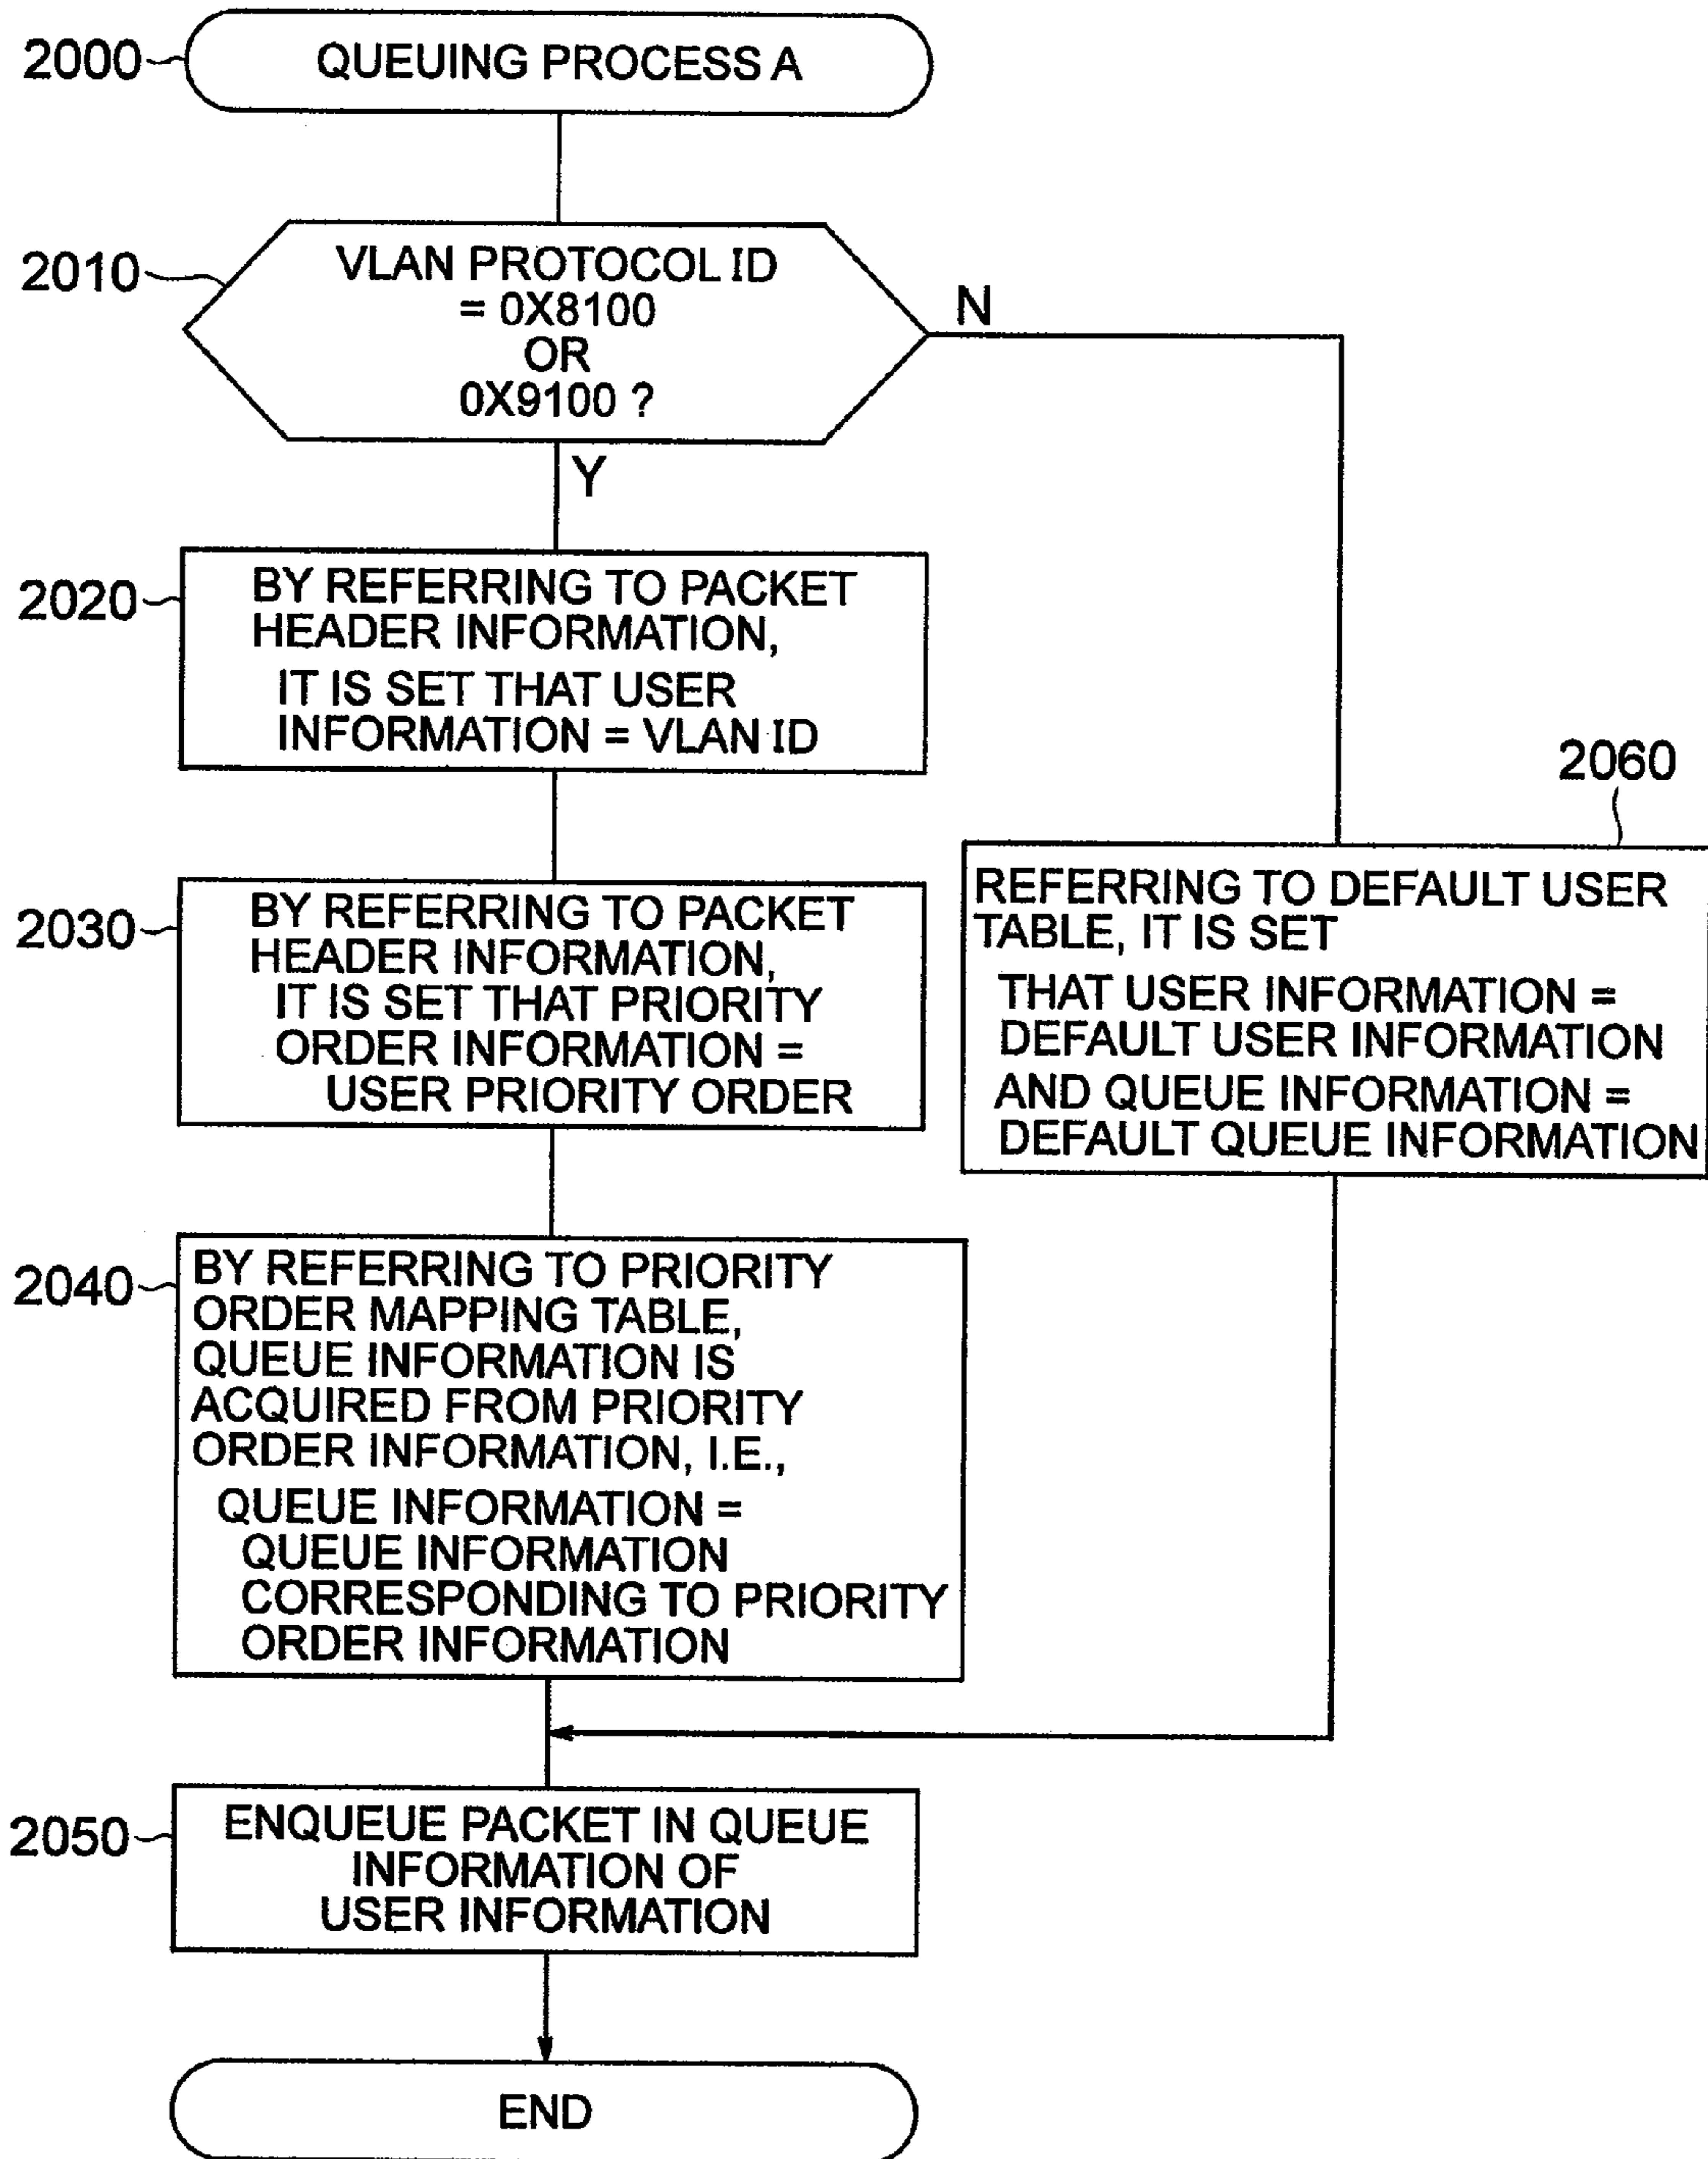 2000
QUEUING PROCESS A
2010
VLAN PROTOCOL ID
= 0X8100
OR
0X9100 ?
N
Y
2020
BY REFERRING TO PACKET
HEADER INFORMATION,
IT IS SET THAT USER
INFORMATION = VLAN ID
2030
BY REFERRING TO PACKET
HEADER INFORMATION,
IT IS SET THAT PRIORITY
ORDER INFORMATION =
USER PRIORITY ORDER
2060
REFERRING TO DEFAULT USER
TABLE, IT IS SET
THAT USER INFORMATION =
DEFAULT USER INFORMATION
AND QUEUE INFORMATION =
DEFAULT QUEUE INFORMATION
2040
BY REFERRING TO PRIORITY
ORDER MAPPING TABLE,
QUEUE INFORMATION IS
ACQUIRED FROM PRIORITY
ORDER INFORMATION, I.E.,
QUEUE INFORMATION =
QUEUE INFORMATION
CORRESPONDING TO PRIORITY
ORDER INFORMATION
2050
ENQUEUE PACKET IN QUEUE
INFORMATION OF
USER INFORMATION
END